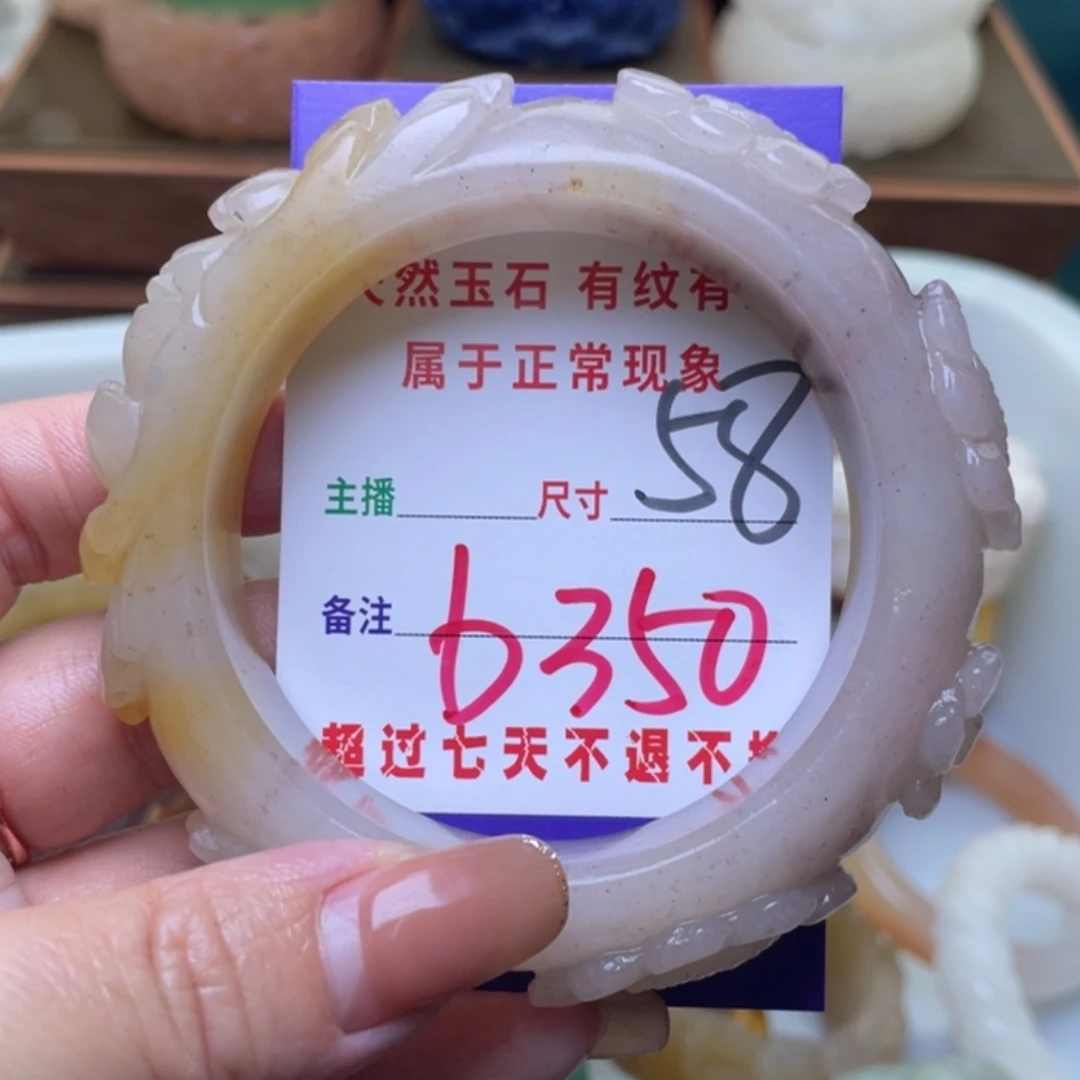 然玉石 有纹有
属于正常现象
主播 尺寸 58
备注 b350
超过七天不退不